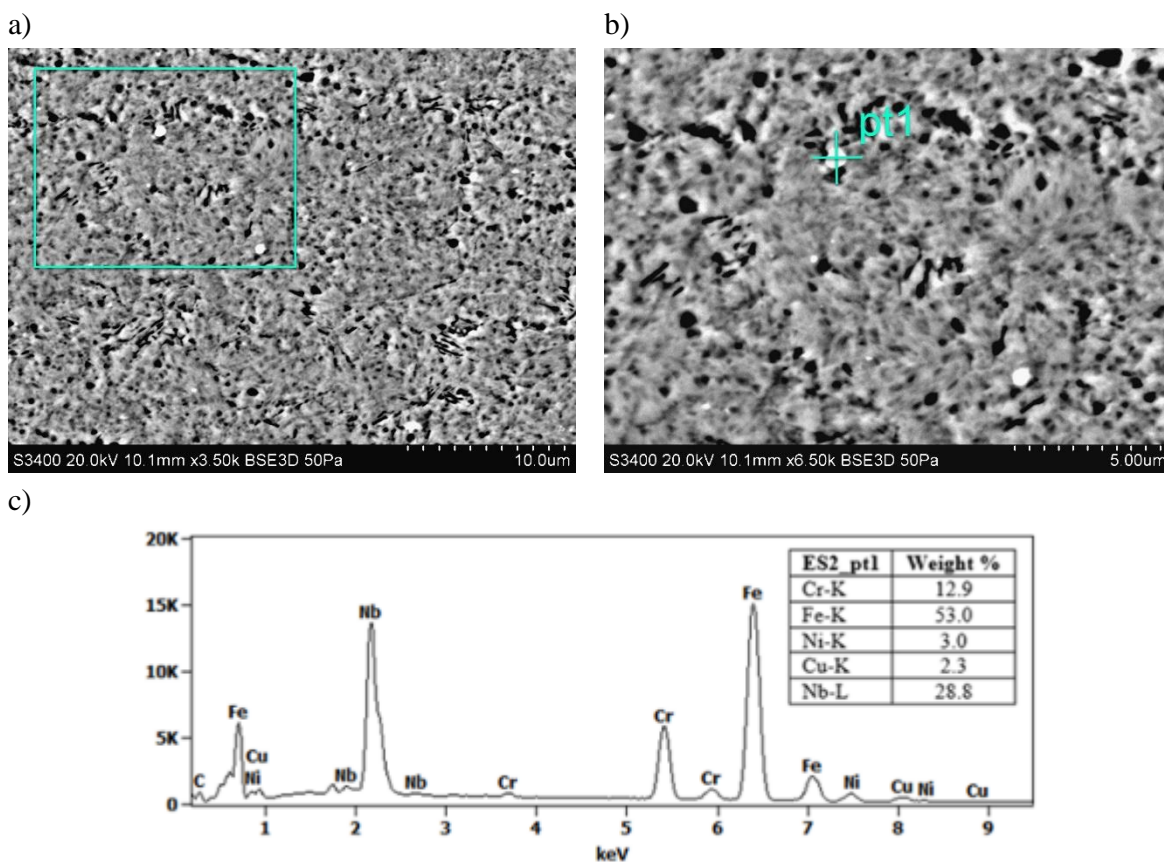 a)
b)
pt1
S3400 20.0kV 10.1mm x3.50k BSE3D 50Pa 10.0um
S3400 20.0kV 10.1mm x6.50k BSE3D 50Pa 5.00um
c)
20K
15K
10K
5K
0
C
Fe
Cu
Ni
Nb
Nb
Nb
Cr
Cr
Cr
Fe
Fe
Ni
Cu
Ni
Cu
1 2 3 4 5 6 7 8 9
keV
ES2_pt1 Weight %
Cr-K 12.9
Fe-K 53.0
Ni-K 3.0
Cu-K 2.3
Nb-L 28.8